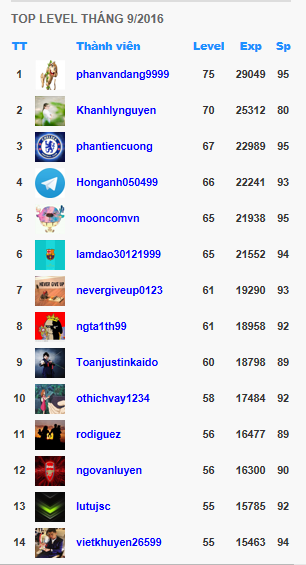 TOP LEVEL THÁNG 9/2016
TT Thành viên Level Exp Sp
1 phanvandang9999 75 29049 95
2 Khanhlynguyen 70 25312 80
3 phantiencuong 67 22989 95
4 Honganh050499 66 22241 93
5 mooncomvn 65 21938 95
6 lamdao30121999 65 21552 94
NEVER GIVE UP
7 nevergiveup0123 61 19290 93
8 ngta1th99 61 18958 92
9 Toanjustinkaido 60 18798 89
10 othichvay1234 58 17484 92
11 rodiguez 56 16477 89
12 ngovanluyen 56 16300 90
13 lutujsc 55 15785 92
14 vietkhuyen26599 55 15463 94